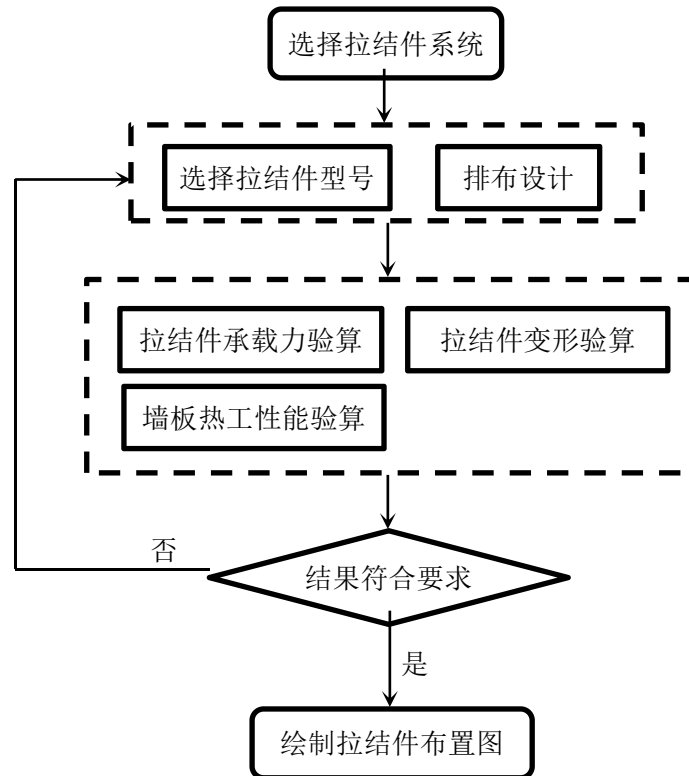 选择拉结件系统
选择拉结件型号
排布设计
拉结件承载力验算
拉结件变形验算
墙板热工性能验算
否
结果符合要求
是
绘制拉结件布置图